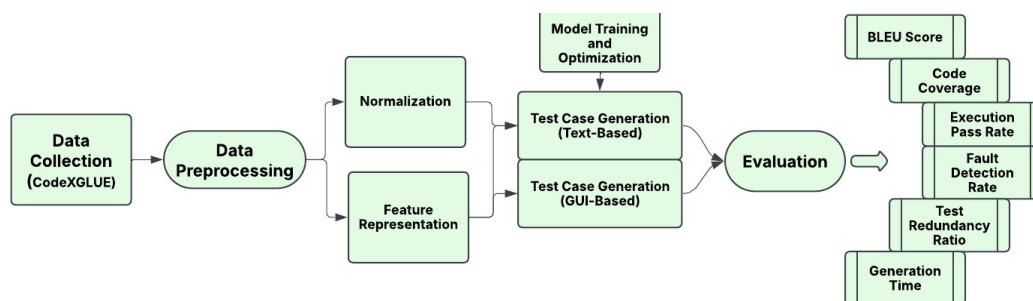 Data
Collection
(CodeXGLUE)
Data
Preprocessing
Normalization
Feature
Representation
Model Training
and
Optimization
Test Case Generation
(Text-Based)
Test Case Generation
(GUI-Based)
Evaluation
BLEU Score
Code
Coverage
Execution
Pass Rate
Fault
Detection
Rate
Test
Redundancy
Ratio
Generation
Time